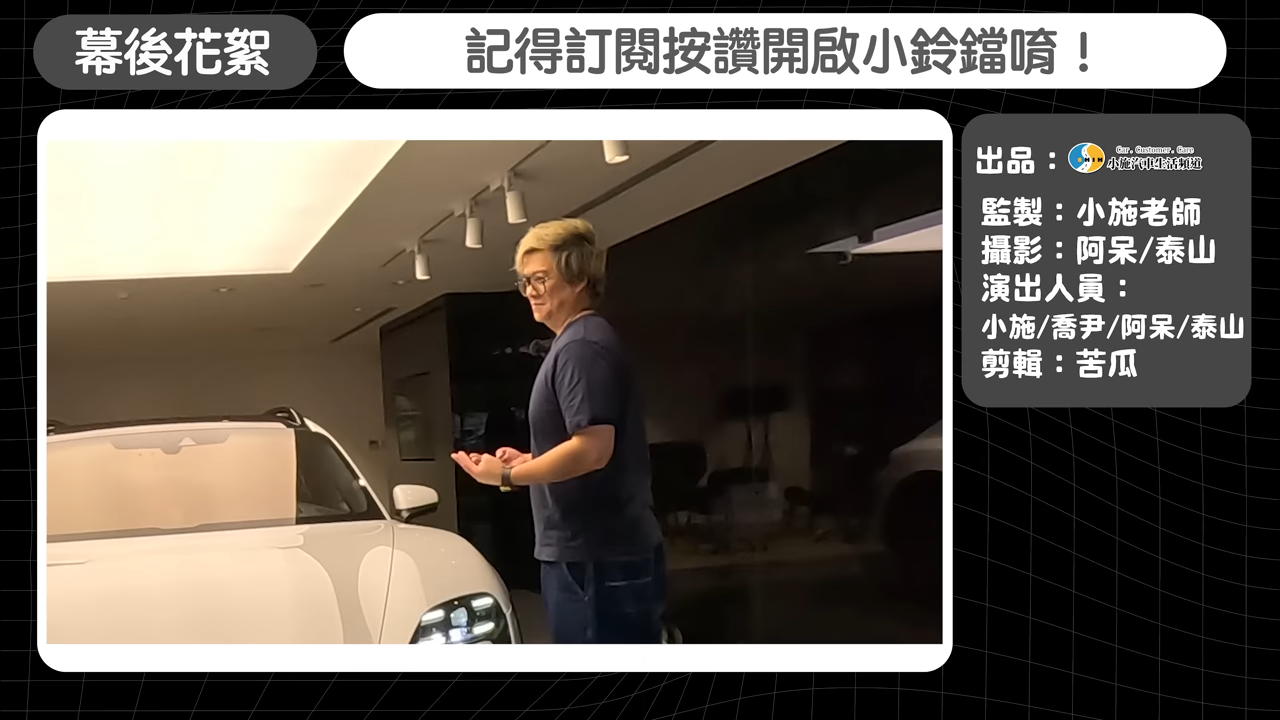 幕後花絮
記得訂閱按讚開啟小鈴鐺唷！
出品：
SHIH
Car. Customer. Care
小施汽車生活頻道
監製：小施老師
攝影：阿呆/泰山
演出人員：
小施/喬尹/阿呆/泰山
剪輯：苦瓜